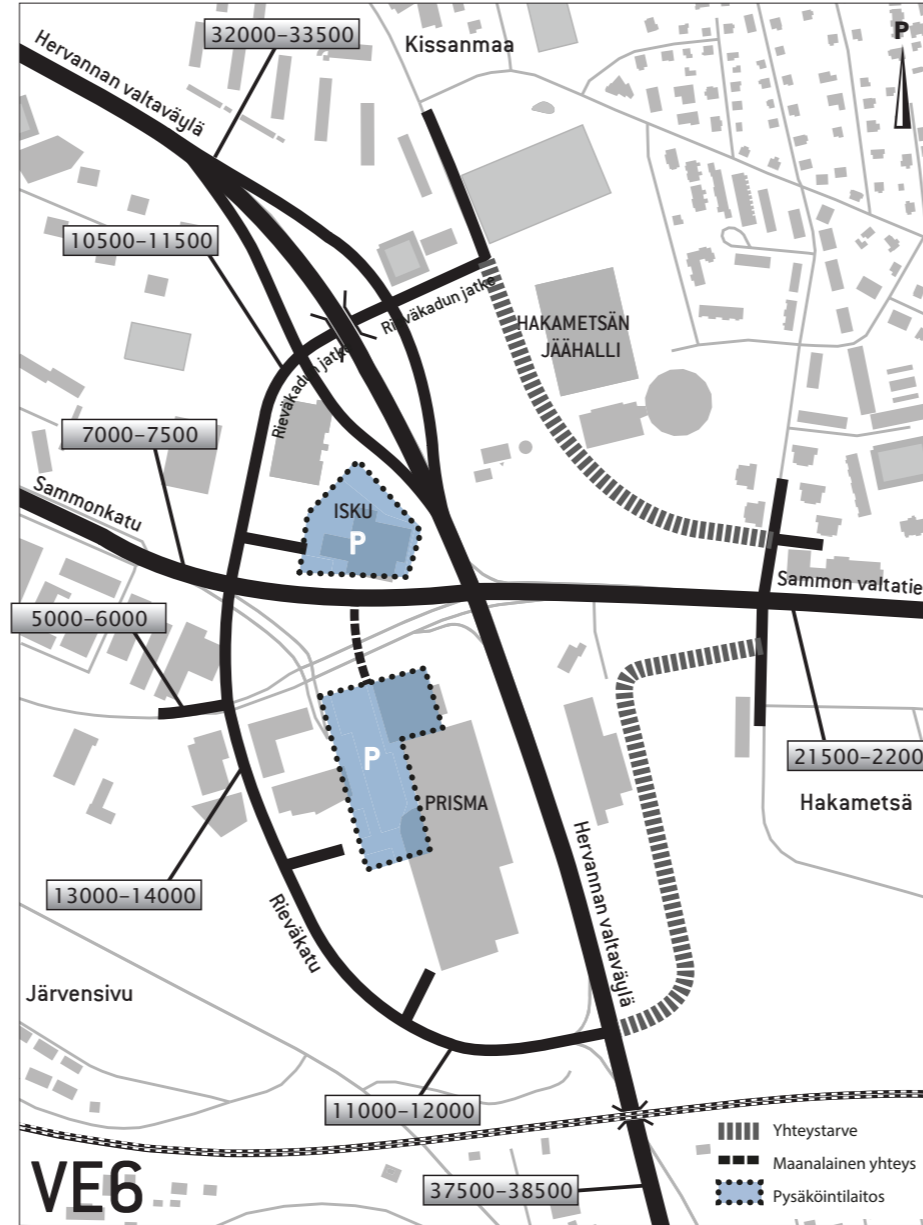 32000–33500
Kissanmaa
P
Hervannan valtaväylä
10500–11500
Rieväkadun jatke
Rieväkadun jatke
HAKAMETSÄN
JÄÄHALLI
7000–7500
Sammonkatu
ISKU
P
Sammon valtatie
5000–6000
21500–2200
P
PRISMA
Hakametsä
Hervannan valtaväylä
13000–14000
Rieväkatu
Järvensivu
11000–12000
Yhteystarve
Maanalainen yhteys
Pysäköintilaitos
VE6
37500–38500